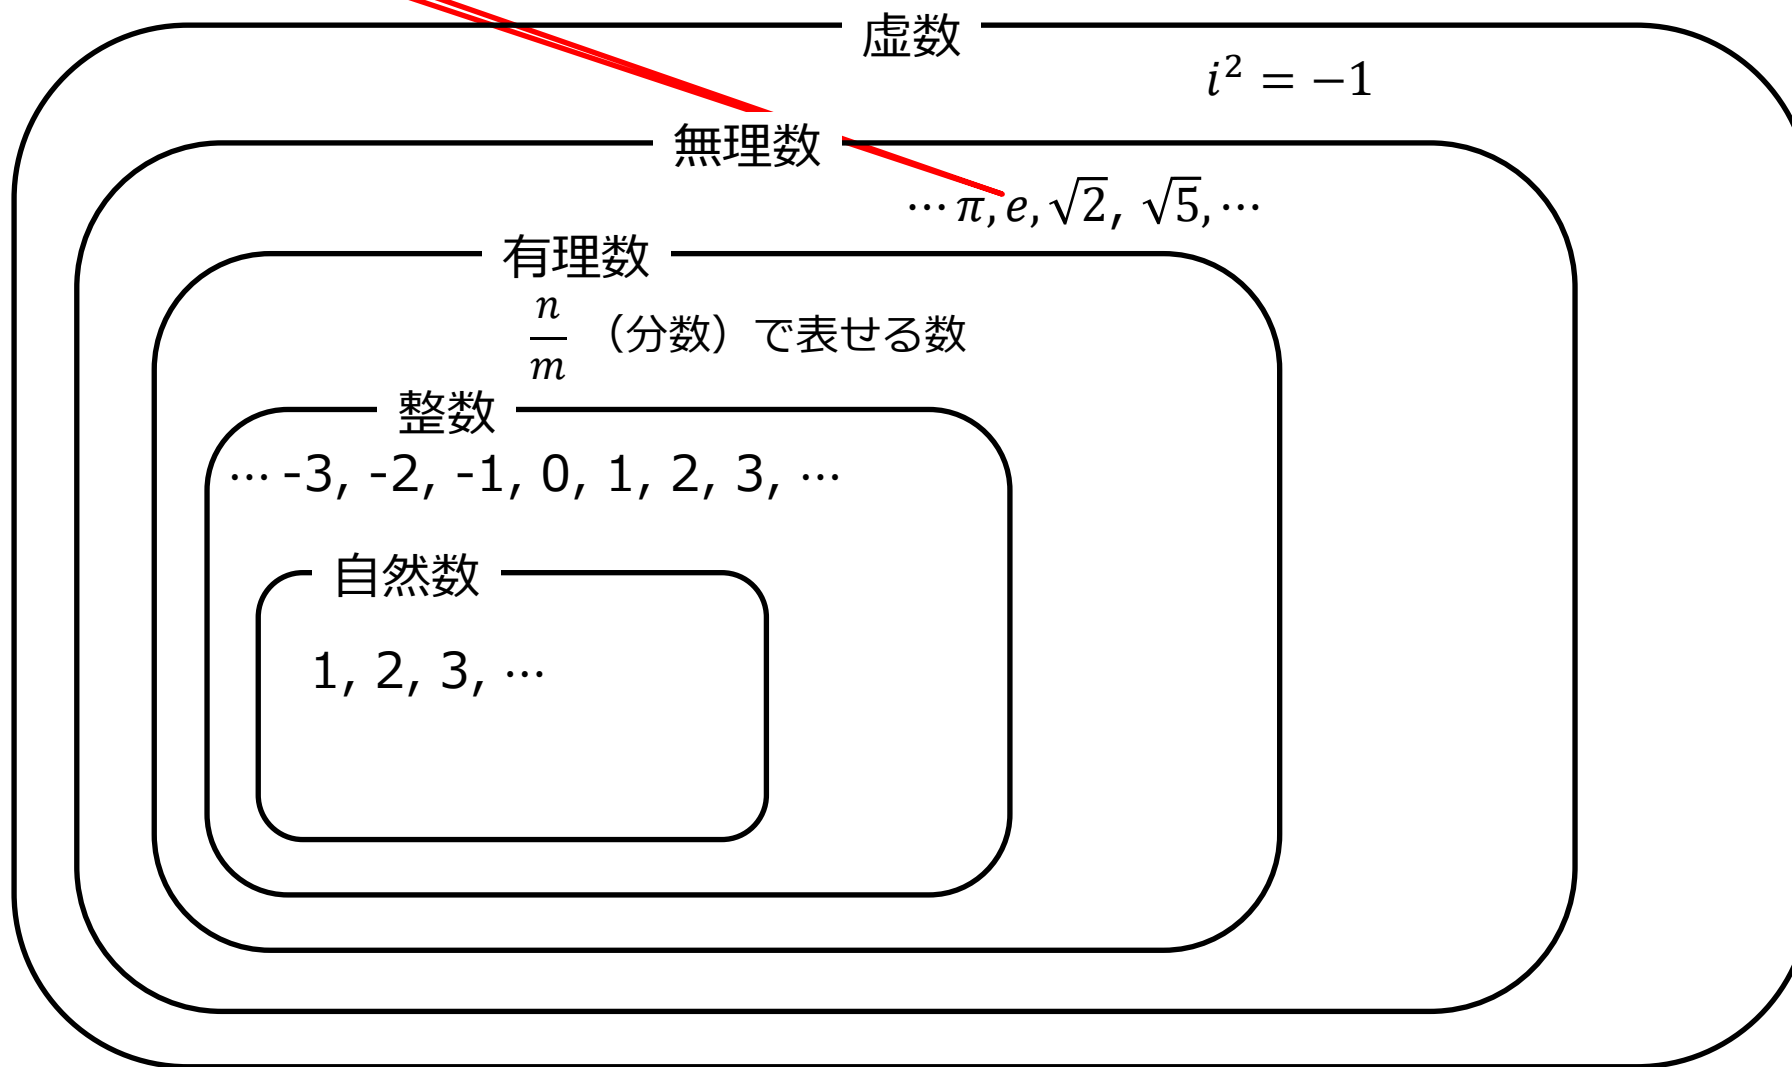 虚数
i² = −1
無理数
⋯ π, e, √2, √5, ⋯
有理数
n/m （分数）で表せる数
整数
⋯ -3, -2, -1, 0, 1, 2, 3, ⋯
自然数
1, 2, 3, ⋯